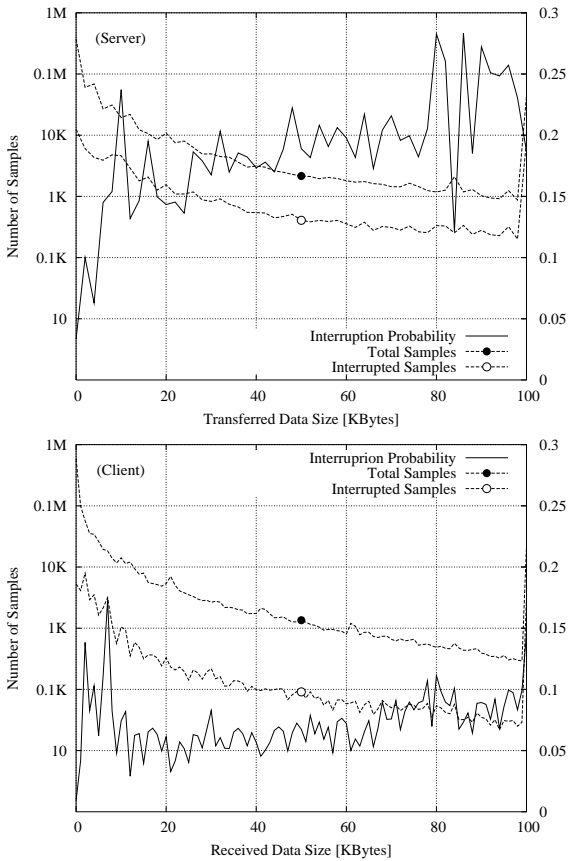 1M
0.1M
10K
1K
0.1K
10
Number of Samples
(Server)
0.3
0.25
0.2
0.15
0.1
0.05
0
Interruption Probability
Total Samples
Interrupted Samples
0 20 40 60 80 100
Transferred Data Size [KBytes]
1M
0.1M
10K
1K
0.1K
10
Number of Samples
(Client)
0.3
0.25
0.2
0.15
0.1
0.05
0
Interruprion Probability
Total Samples
Interrupted Samples
0 20 40 60 80 100
Received Data Size [KBytes]